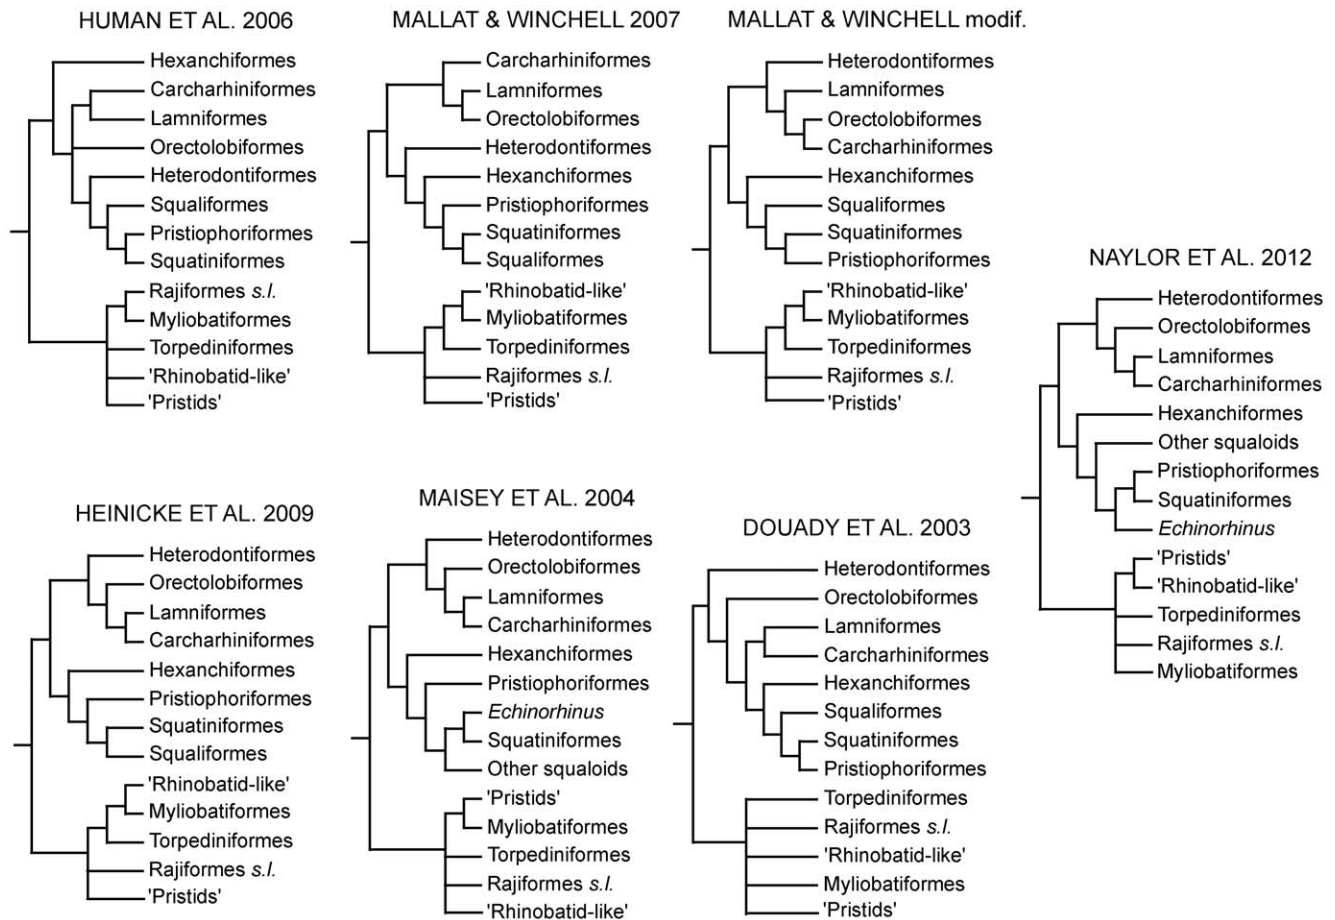 HUMAN ET AL. 2006
Hexanchiformes
Carcharhiniformes
Lamniformes
Orectolobiformes
Heterodontiformes
Squaliformes
Pristiophoriformes
Squatiniformes
Rajiformes s.l.
Myliobatiformes
Torpediniformes
'Rhinobatid-like'
'Pristids'
MALLAT & WINCHELL 2007
Carcharhiniformes
Lamniformes
Orectolobiformes
Heterodontiformes
Hexanchiformes
Pristiophoriformes
Squatiniformes
Squaliformes
'Rhinobatid-like'
Myliobatiformes
Torpediniformes
Rajiformes s.l.
'Pristids'
MALLAT & WINCHELL modif.
Heterodontiformes
Lamniformes
Orectolobiformes
Carcharhiniformes
Hexanchiformes
Squaliformes
Squatiniformes
Pristiophoriformes
'Rhinobatid-like'
Myliobatiformes
Torpediniformes
Rajiformes s.l.
'Pristids'
NAYLOR ET AL. 2012
Heterodontiformes
Orectolobiformes
Lamniformes
Carcharhiniformes
Hexanchiformes
Other squaloids
Pristiophoriformes
Squatiniformes
Echinorhinus
'Pristids'
'Rhinobatid-like'
Torpediniformes
Rajiformes s.l.
Myliobatiformes
HEINICKE ET AL. 2009
Heterodontiformes
Orectolobiformes
Lamniformes
Carcharhiniformes
Hexanchiformes
Pristiophoriformes
Squatiniformes
Squaliformes
'Rhinobatid-like'
Myliobatiformes
Torpediniformes
Rajiformes s.l.
'Pristids'
MAISEY ET AL. 2004
Heterodontiformes
Orectolobiformes
Lamniformes
Carcharhiniformes
Hexanchiformes
Pristiophoriformes
Echinorhinus
Squatiniformes
Other squaloids
'Pristids'
Myliobatiformes
Torpediniformes
Rajiformes s.l.
'Rhinobatid-like'
DOUADY ET AL. 2003
Heterodontiformes
Orectolobiformes
Lamniformes
Carcharhiniformes
Hexanchiformes
Squaliformes
Squatiniformes
Pristiophoriformes
Torpediniformes
Rajiformes s.l.
'Rhinobatid-like'
Myliobatiformes
'Pristids'